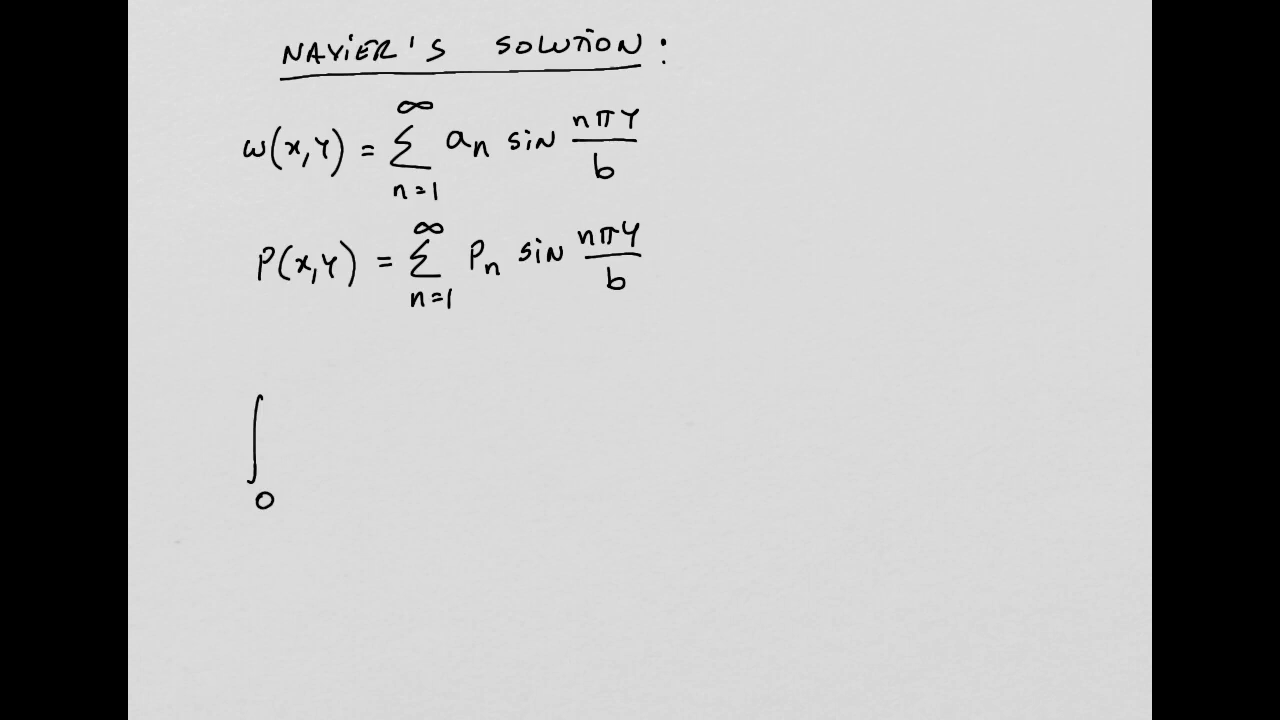 NAVIER'S SOLUTION:
w(x,y) = ∑_{n=1}^{∞} a_n sin nπy/b
P(x,y) = ∑_{n=1}^{∞} P_n sin nπy/b
∫_0